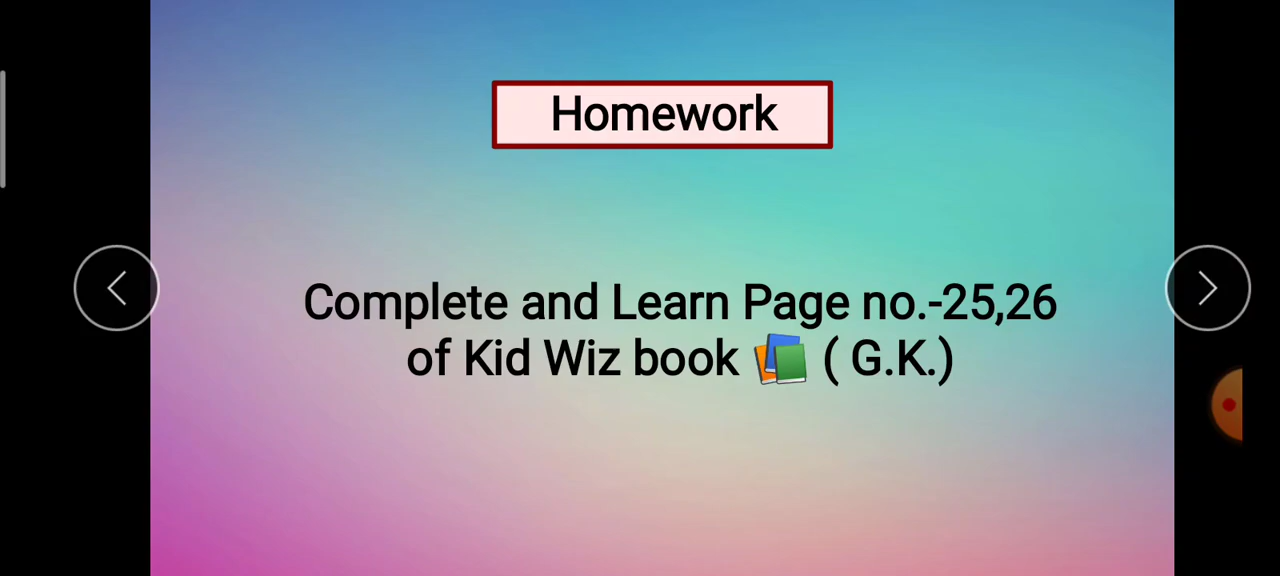 Homework
Complete and Learn Page no.-25,26
of Kid Wiz book 📚 ( G.K.)